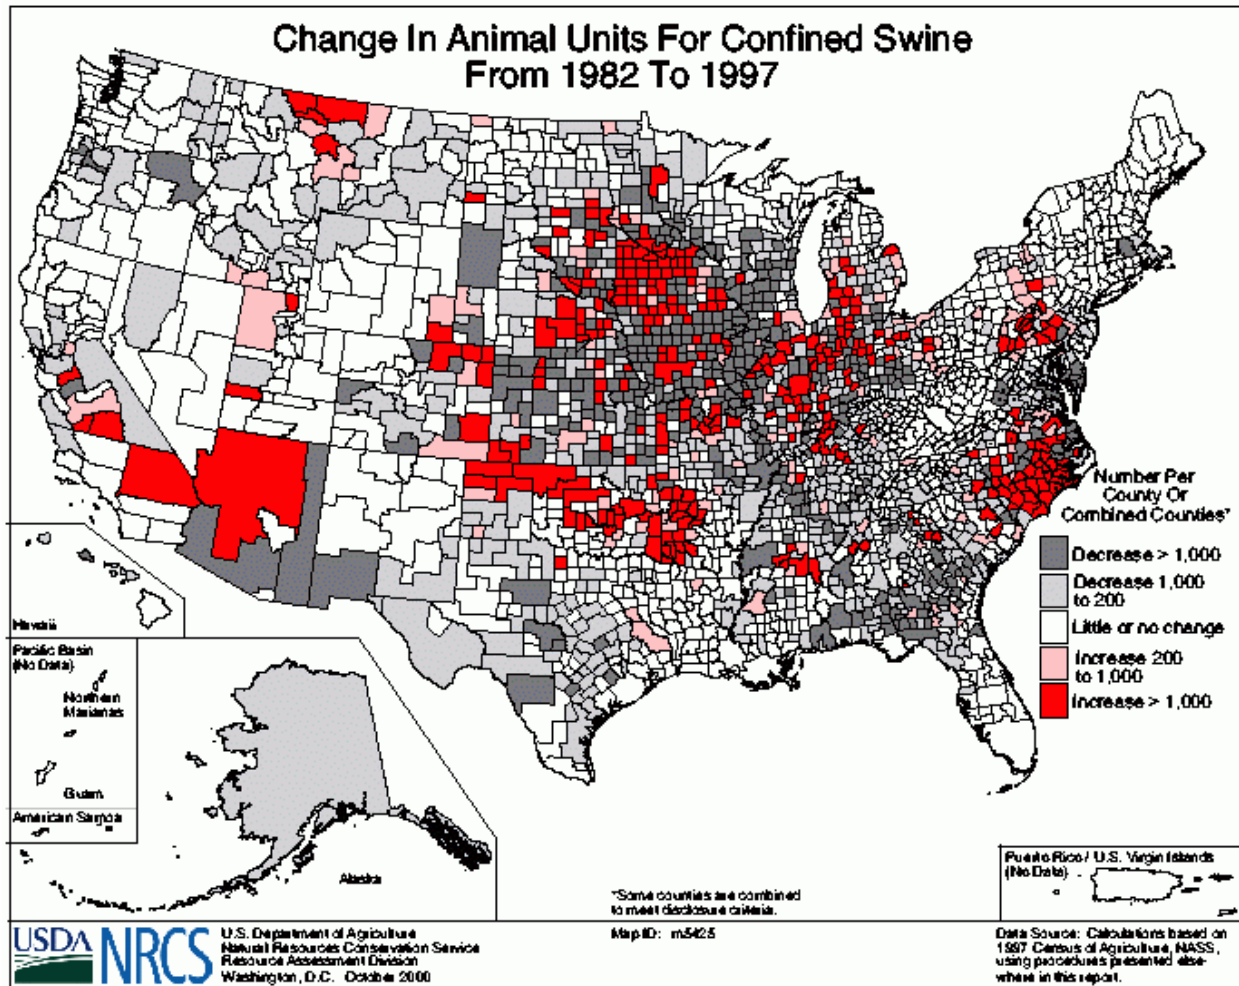 Change In Animal Units For Confined Swine
From 1982 To 1997
Number Per
County Or
Combined Counties*
Decrease > 1,000
Decrease 1,000
to 200
Little or no change
Increase 200
to 1,000
Increase > 1,000
Hawaii
Pacific Basin
(No Data)
Northern
Marianas
Guam
American Samoa
Alaska
*Some counties are combined
to meet disclosure criteria.
Puerto Rico / U.S. Virgin Islands
(No Data)
USDA
NRCS
U.S. Department of Agriculture
Natural Resources Conservation Service
Resource Assessment Division
Washington, D.C. October 2000
Map ID: m5425
Data Source: Calculations based on
1997 Census of Agriculture, NASS,
using procedures presented else-
where in this report.